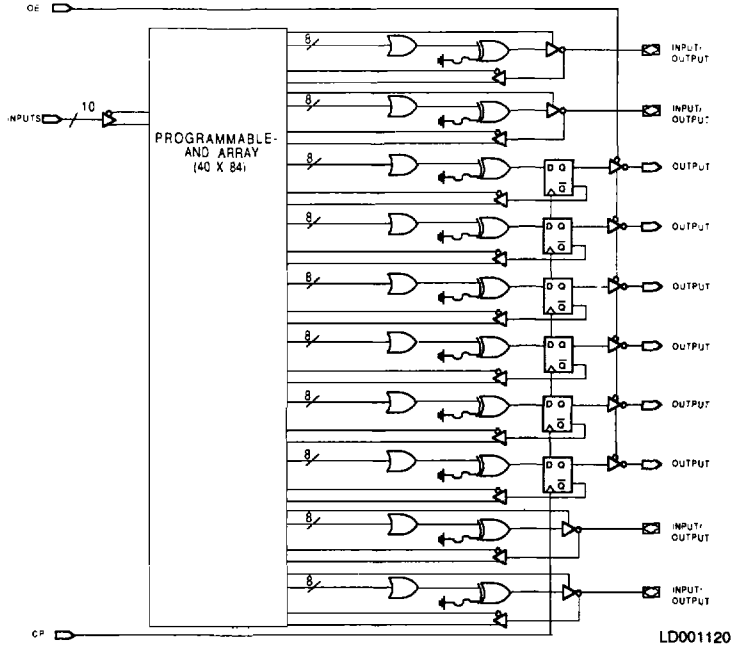 OE
8
INPUT/
OUTPUT
INPUTS
10
8
INPUT/
OUTPUT
PROGRAMMABLE-
AND ARRAY
(40 X 84)
8
D Q
Q
OUTPUT
8
D Q
Q
OUTPUT
8
D Q
Q
OUTPUT
8
D Q
Q
OUTPUT
8
D Q
Q
OUTPUT
8
D Q
Q
OUTPUT
8
INPUT/
OUTPUT
8
INPUT/
OUTPUT
CP
LD001120